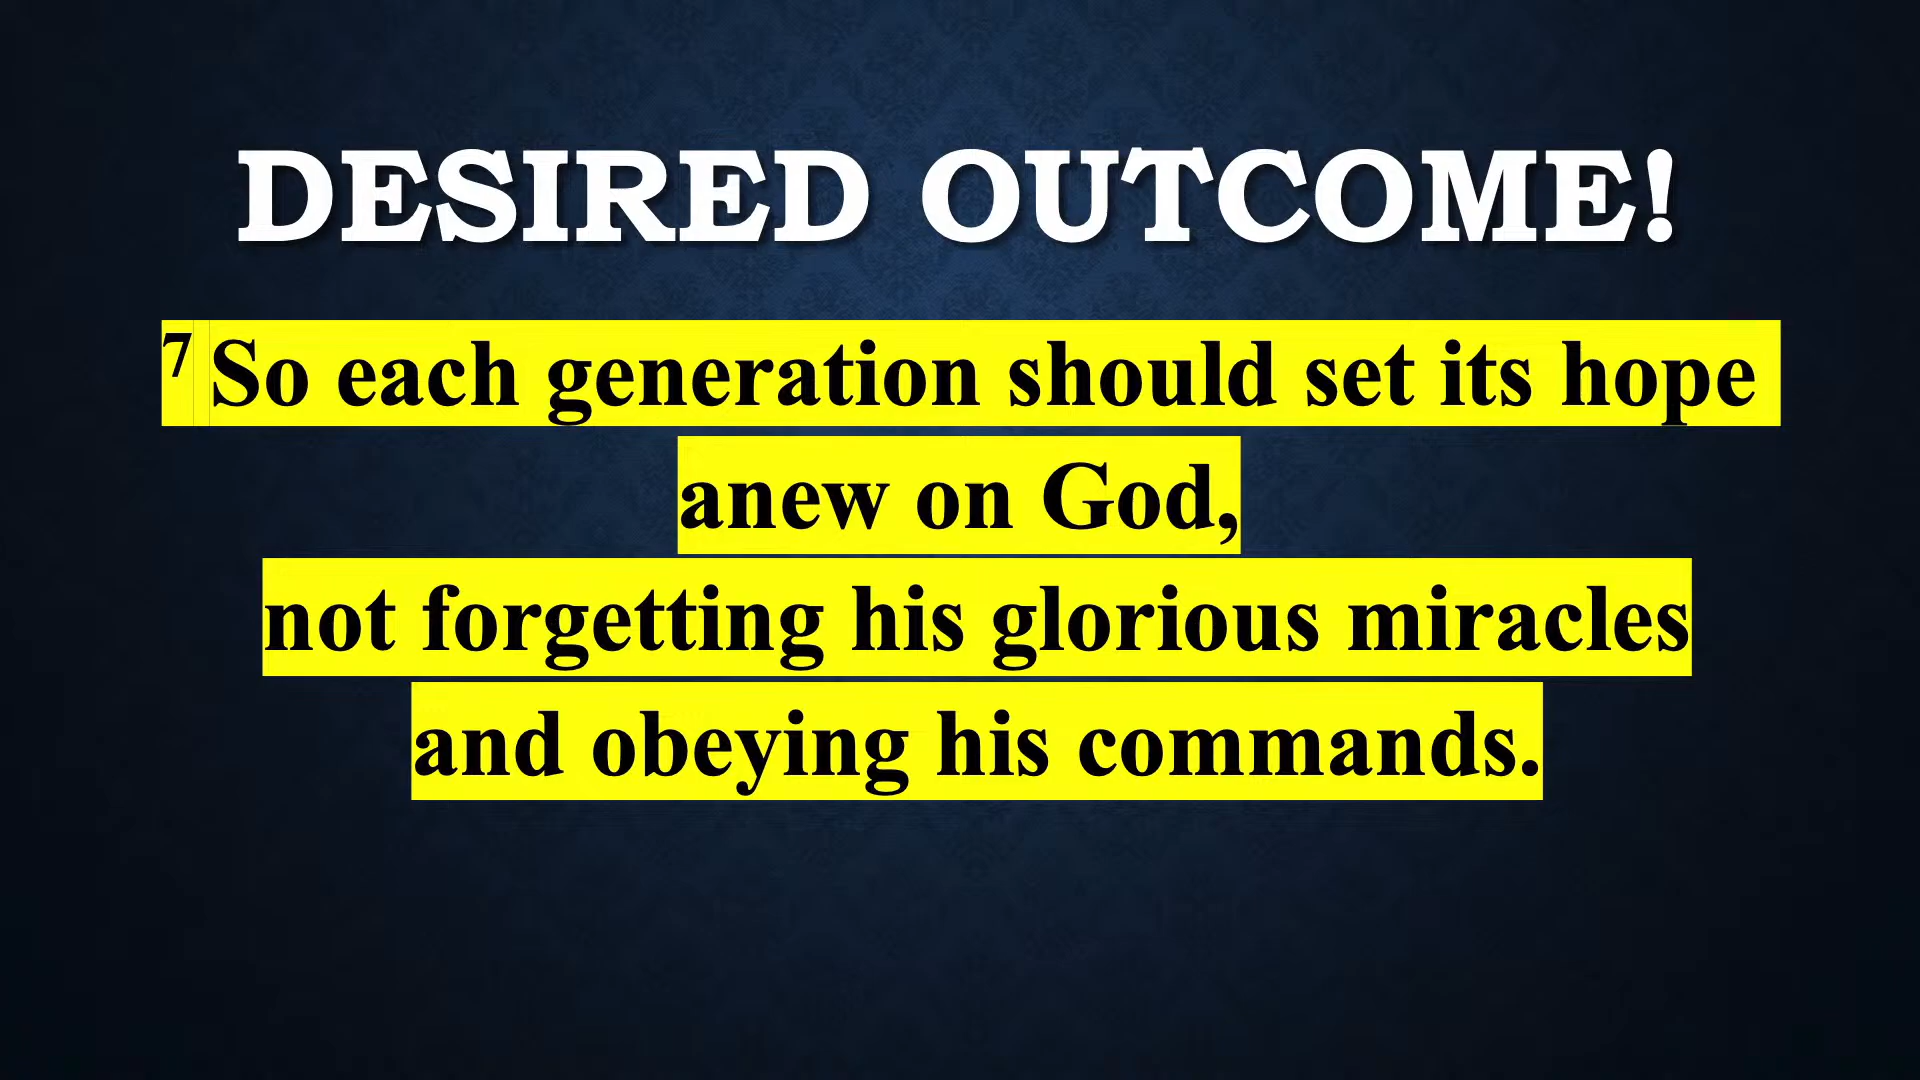 DESIRED OUTCOME!
7 So each generation should set its hope
anew on God,
not forgetting his glorious miracles
and obeying his commands.